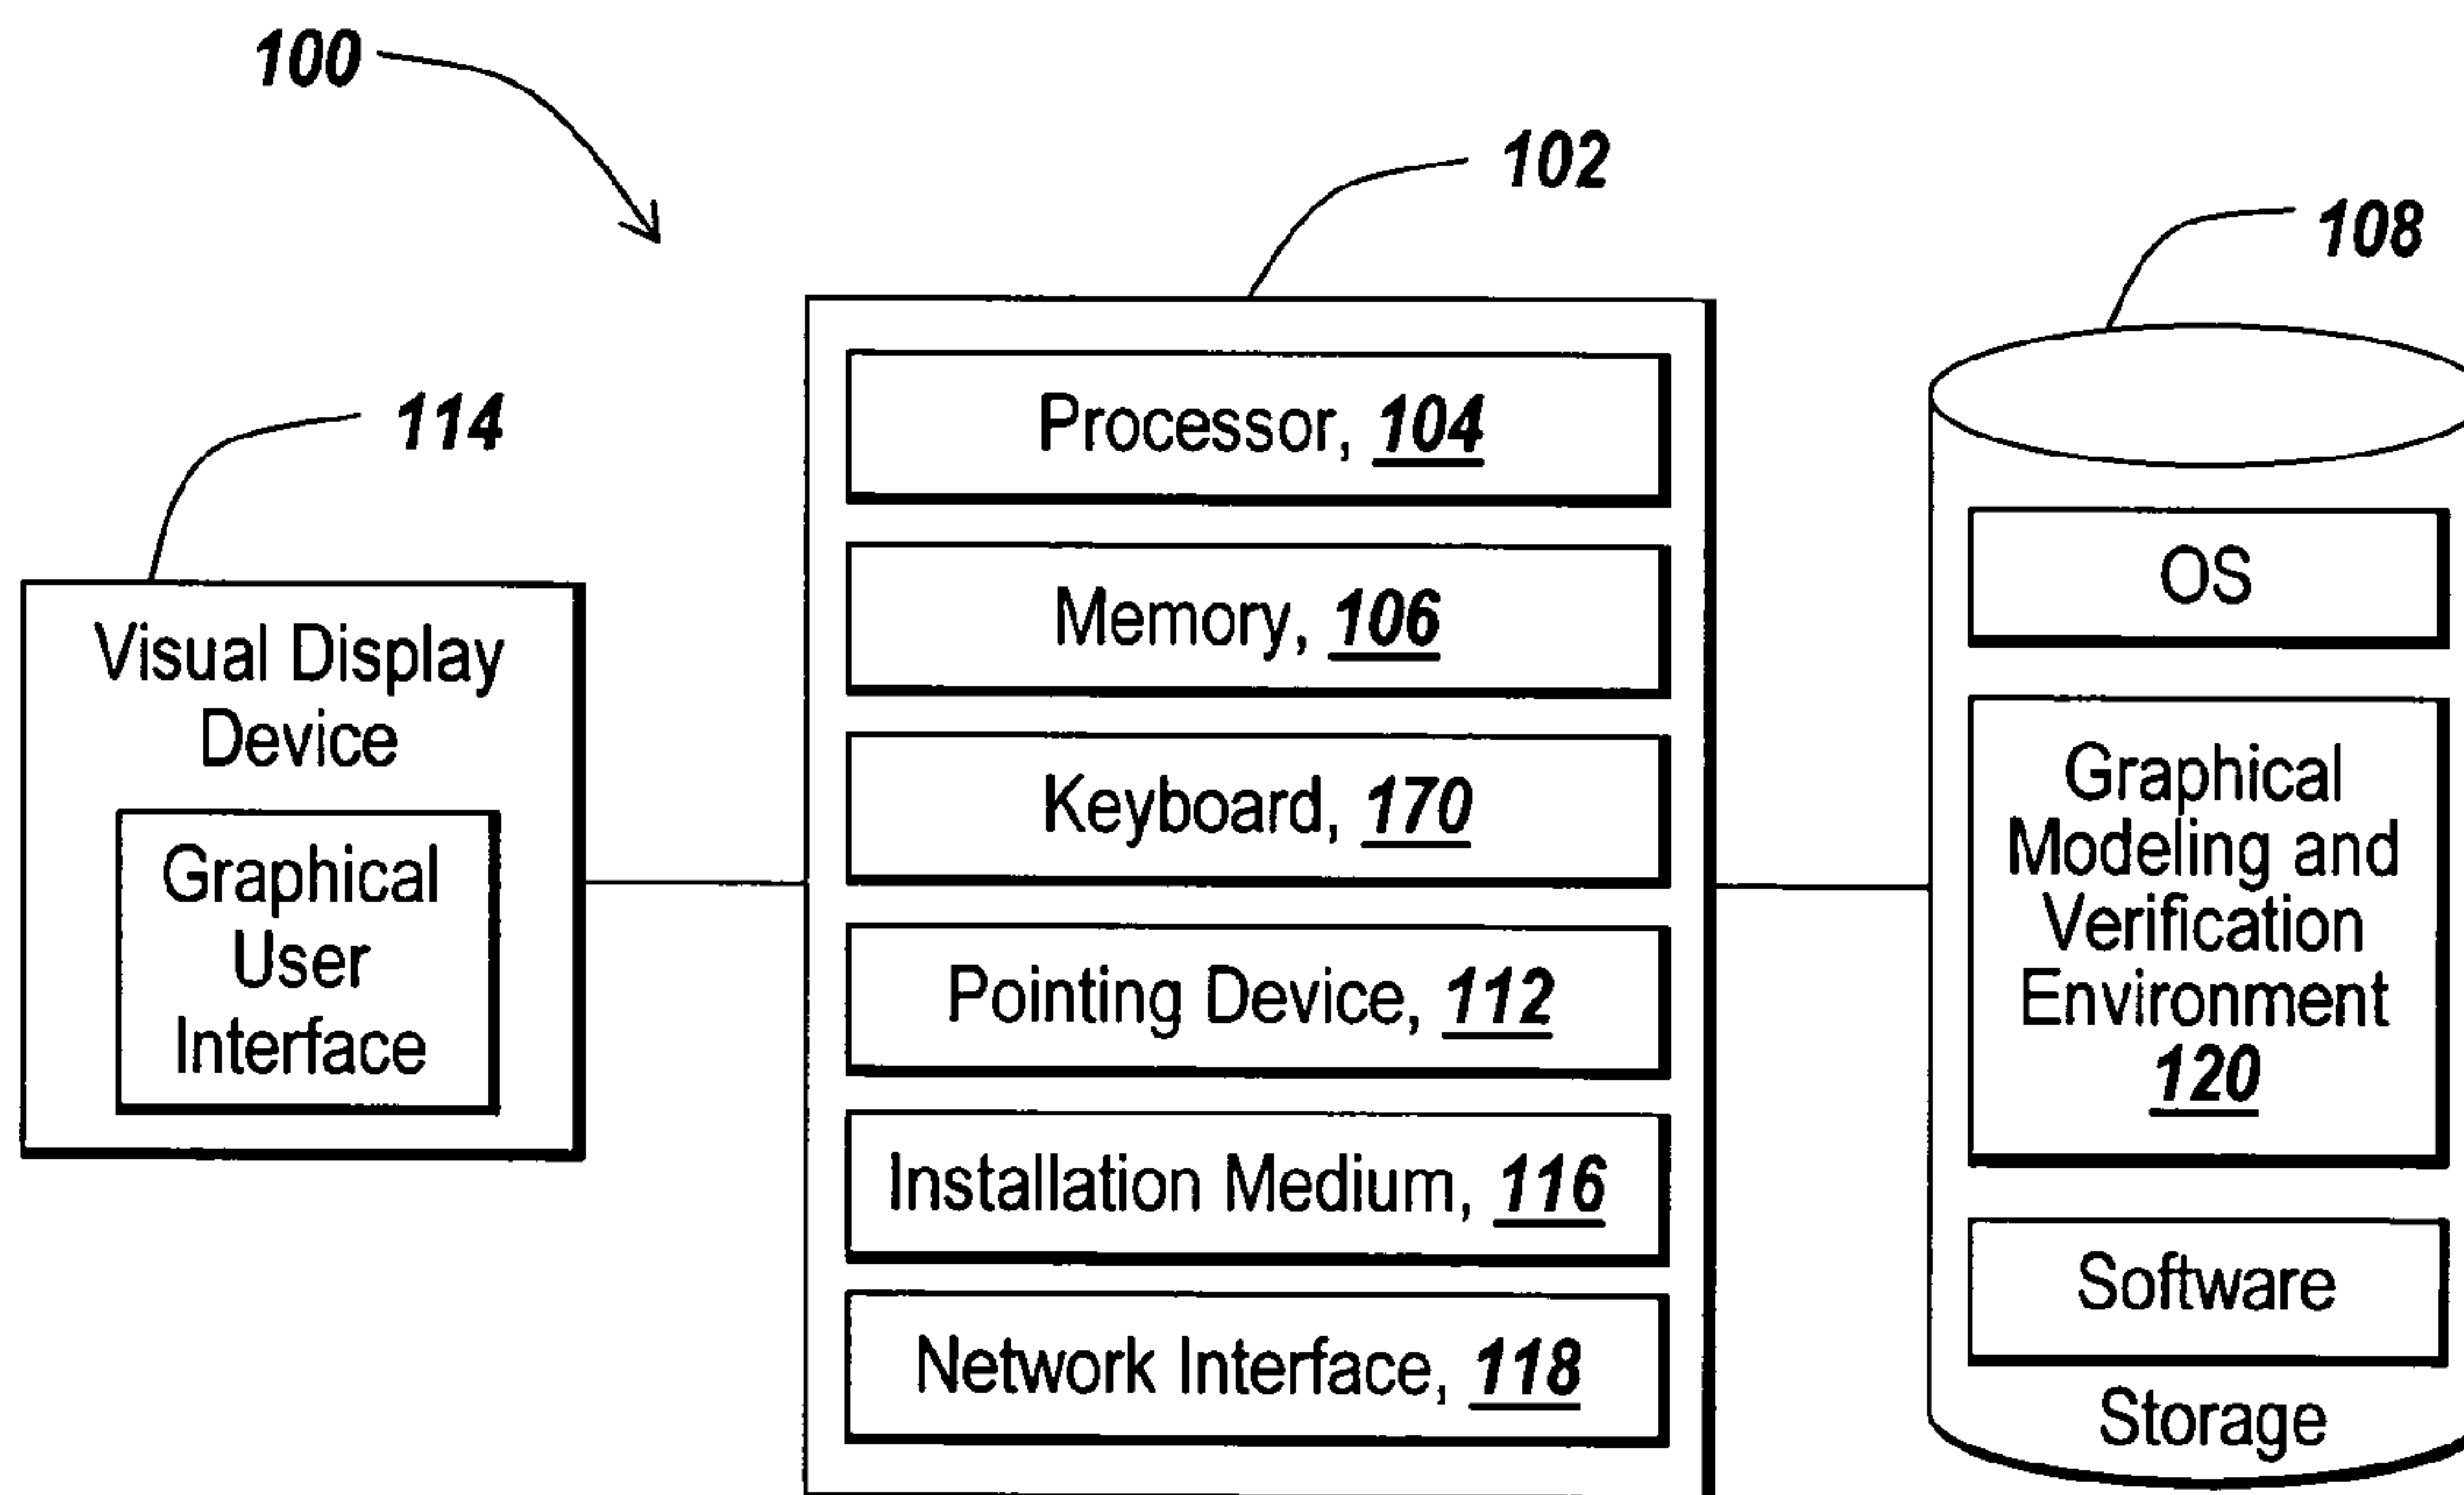 100
102
108
114
Visual Display
Device
Graphical
User
Interface
Processor, 104
Memory, 106
Keyboard, 170
Pointing Device, 112
Installation Medium, 116
Network Interface, 118
OS
Graphical
Modeling and
Verification
Environment
120
Software
Storage